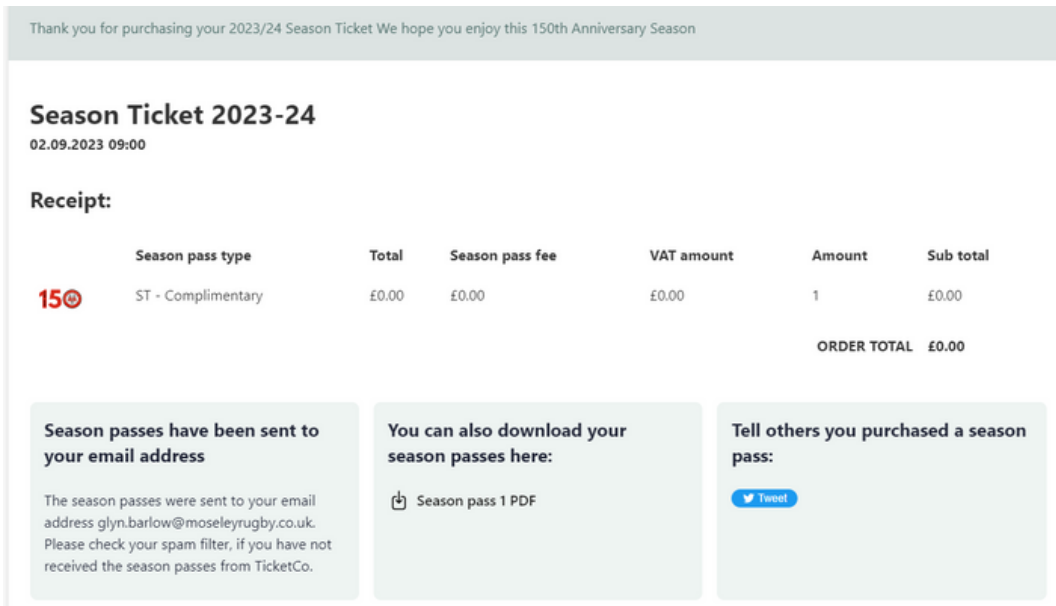 Thank you for purchasing your 2023/24 Season Ticket We hope you enjoy this 150th Anniversary Season
Season Ticket 2023-24
02.09.2023 09:00
Receipt:
Season pass type Total Season pass fee VAT amount Amount Sub total
150 ST - Complimentary £0.00 £0.00 £0.00 1 £0.00
ORDER TOTAL £0.00
Season passes have been sent to
your email address
The season passes were sent to your email
address glyn.barlow@moseleyrugby.co.uk.
Please check your spam filter, if you have not
received the season passes from TicketCo.
You can also download your
season passes here:
Season pass 1 PDF
Tell others you purchased a season
pass:
Tweet